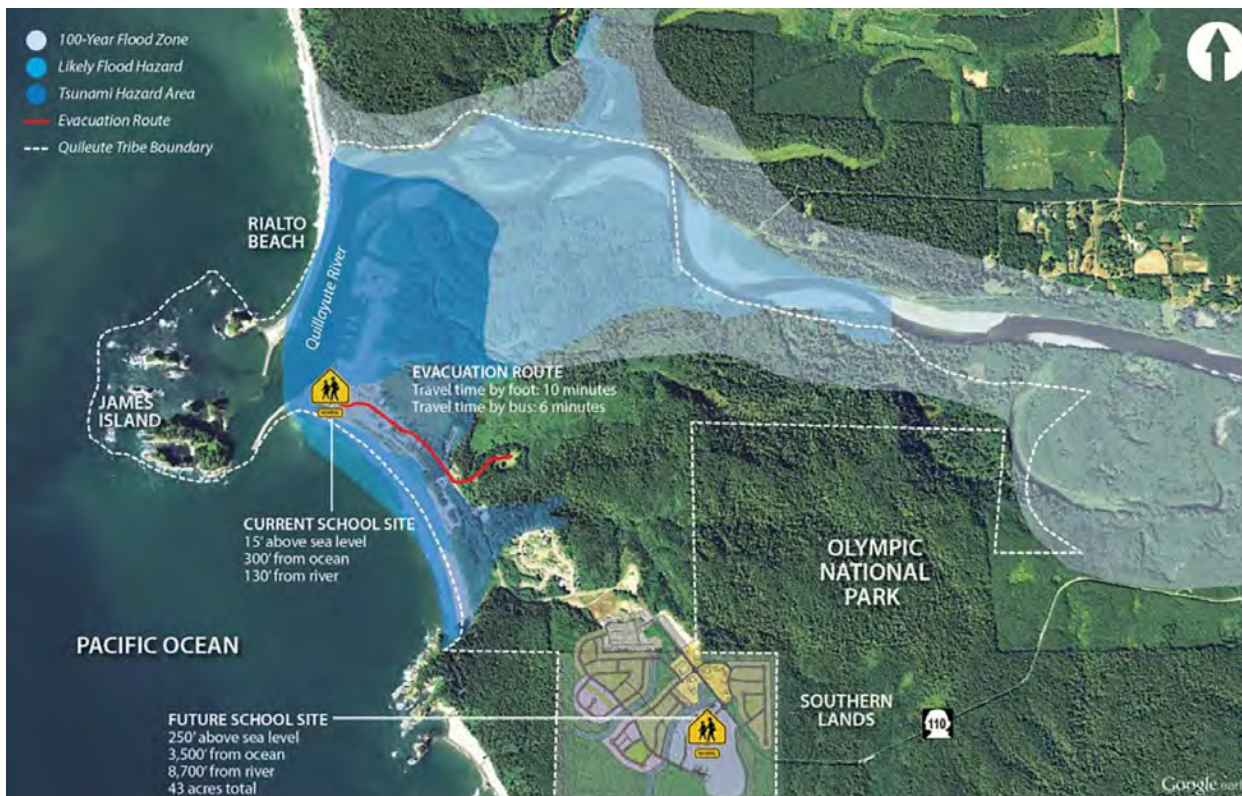 100-Year Flood Zone
Likely Flood Hazard
Tsunami Hazard Area
Evacuation Route
Quileute Tribe Boundary
RIALTO
BEACH
Quillayute River
JAMES
ISLAND
EVACUATION ROUTE
Travel time by foot: 10 minutes
Travel time by bus: 6 minutes
CURRENT SCHOOL SITE
15' above sea level
300' from ocean
130' from river
OLYMPIC
NATIONAL
PARK
PACIFIC OCEAN
FUTURE SCHOOL SITE
250' above sea level
3,500' from ocean
8,700' from river
43 acres total
SOUTHERN
LANDS
110
Google earth